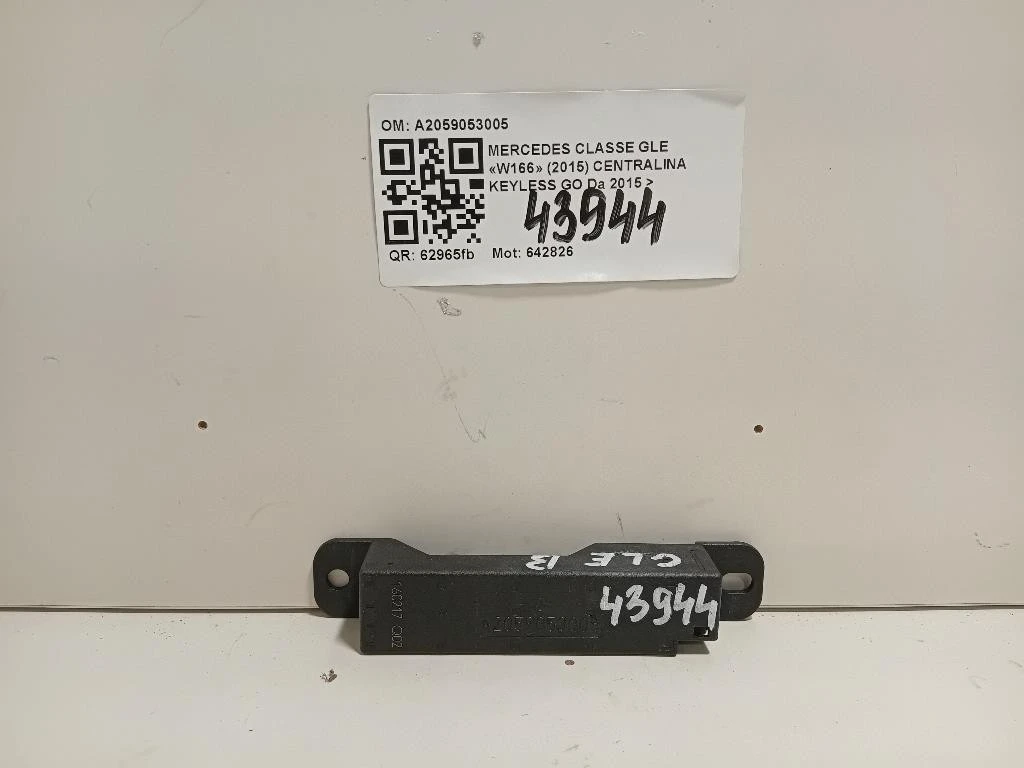 OM: A2059053005
MERCEDES CLASSE GLE
«W166» (2015) CENTRALINA
KEYLESS GO Da 2015 >
43944
QR: 62965fb Mot: 642826
GLE B
43944